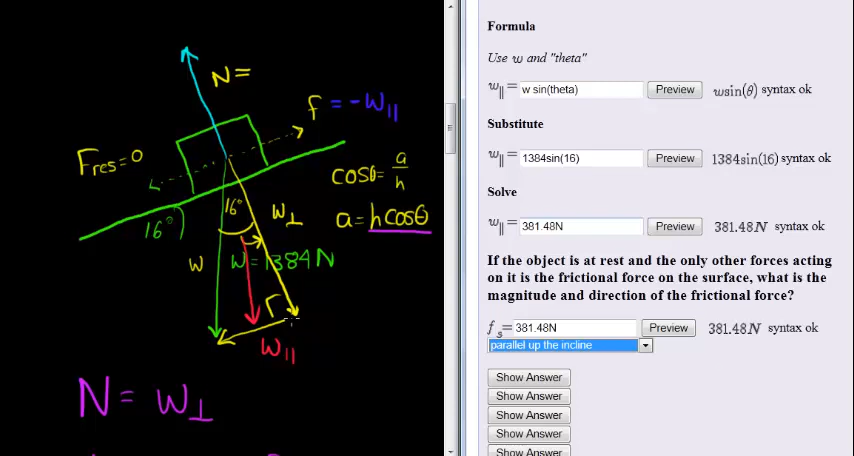 N =
f = -W||
Fres=0
cosθ= a/h
16°
16°
W⊥
a= hcosθ
W
W = 1384 N
W||
N = W⊥
Formula
Use w and "theta"
w|| = w sin(theta) Preview wsin(θ) syntax ok
Substitute
w|| = 1384sin(16) Preview 1384sin(16) syntax ok
Solve
w|| = 381.48N Preview 381.48N syntax ok
If the object is at rest and the only other forces acting
on it is the frictional force on the surface, what is the
magnitude and direction of the frictional force?
f s = 381.48N Preview 381.48N syntax ok
parallel up the incline
Show Answer
Show Answer
Show Answer
Show Answer
Show Answer